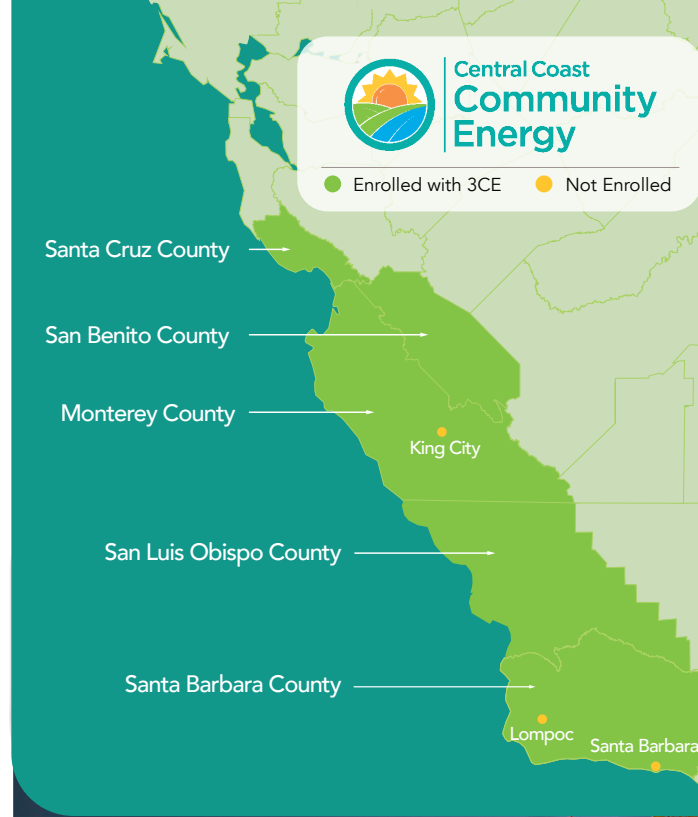 Central Coast
Community
Energy
Enrolled with 3CE
Not Enrolled
Santa Cruz County
San Benito County
Monterey County
King City
San Luis Obispo County
Santa Barbara County
Lompoc
Santa Barbara